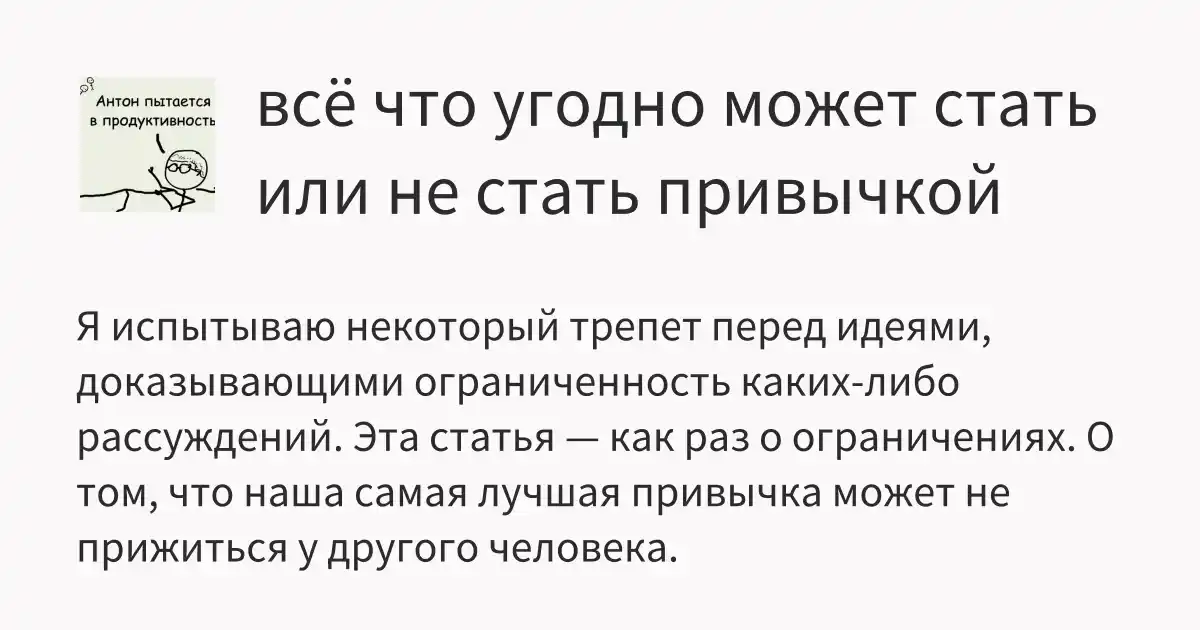 Антон пытается
в продуктивность
всё что угодно может стать
или не стать привычкой
Я испытываю некоторый трепет перед идеями,
доказывающими ограниченность каких-либо
рассуждений. Эта статья — как раз о ограничениях. О
том, что наша самая лучшая привычка может не
прижиться у другого человека.